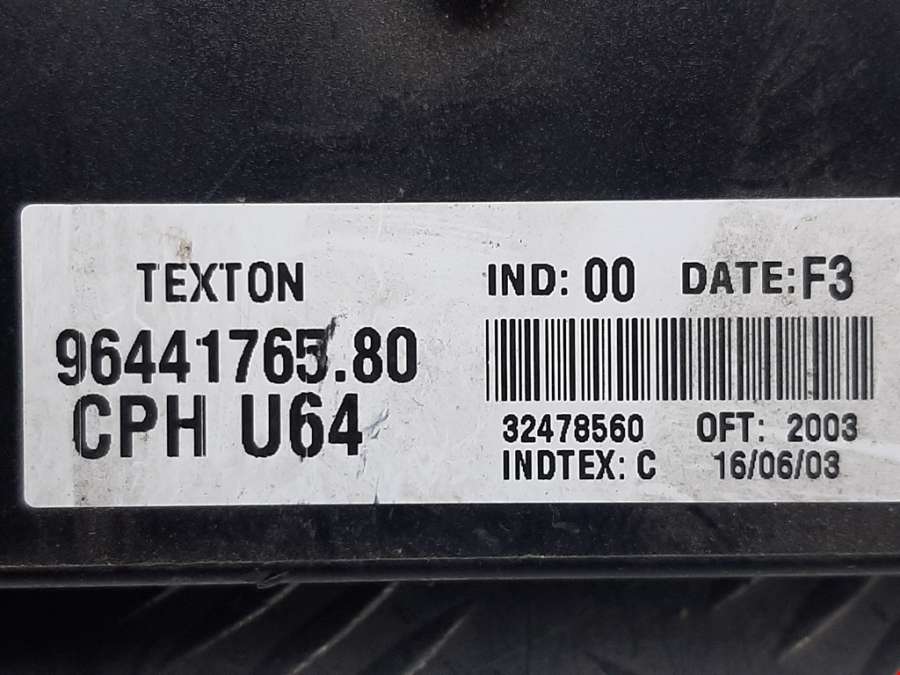 TEXTON
96441765.80
CPH U64
IND: 00 DATE: F3
32478560 OFT: 2003
INDTEX: C 16/06/03